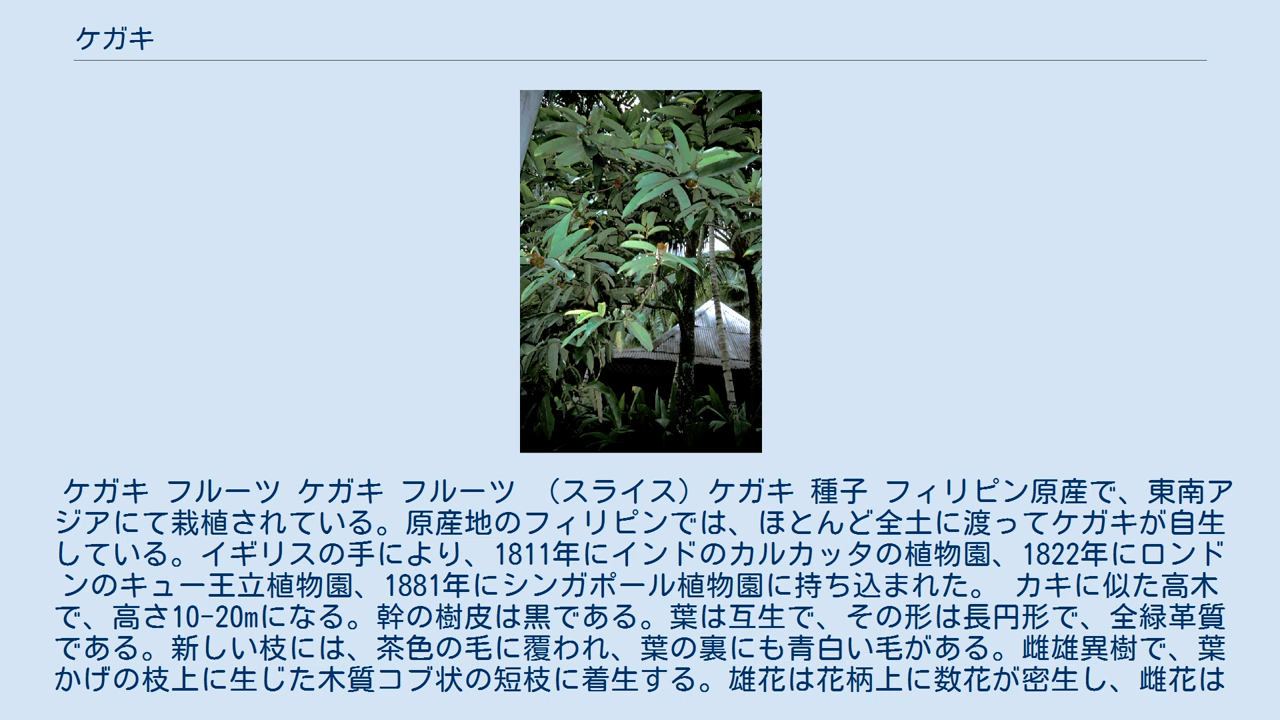 ケガキ
ケガキ フルーツ ケガキ フルーツ （スライス）ケガキ 種子 フィリピン原産で、東南ア
ジアにて栽植されている。原産地のフィリピンでは、ほとんど全土に渡ってケガキが自生
している。イギリスの手により、1811年にインドのカルカッタの植物園、1822年にロンド
ンのキュー王立植物園、1881年にシンガポール植物園に持ち込まれた。 カキに似た高木
で、高さ10-20mになる。幹の樹皮は黒である。葉は互生で、その形は長円形で、全緑革質
である。新しい枝には、茶色の毛に覆われ、葉の裏にも青白い毛がある。雌雄異樹で、葉
かげの枝上に生じた木質コブ状の短枝に着生する。雄花は花柄上に数花が密生し、雌花は